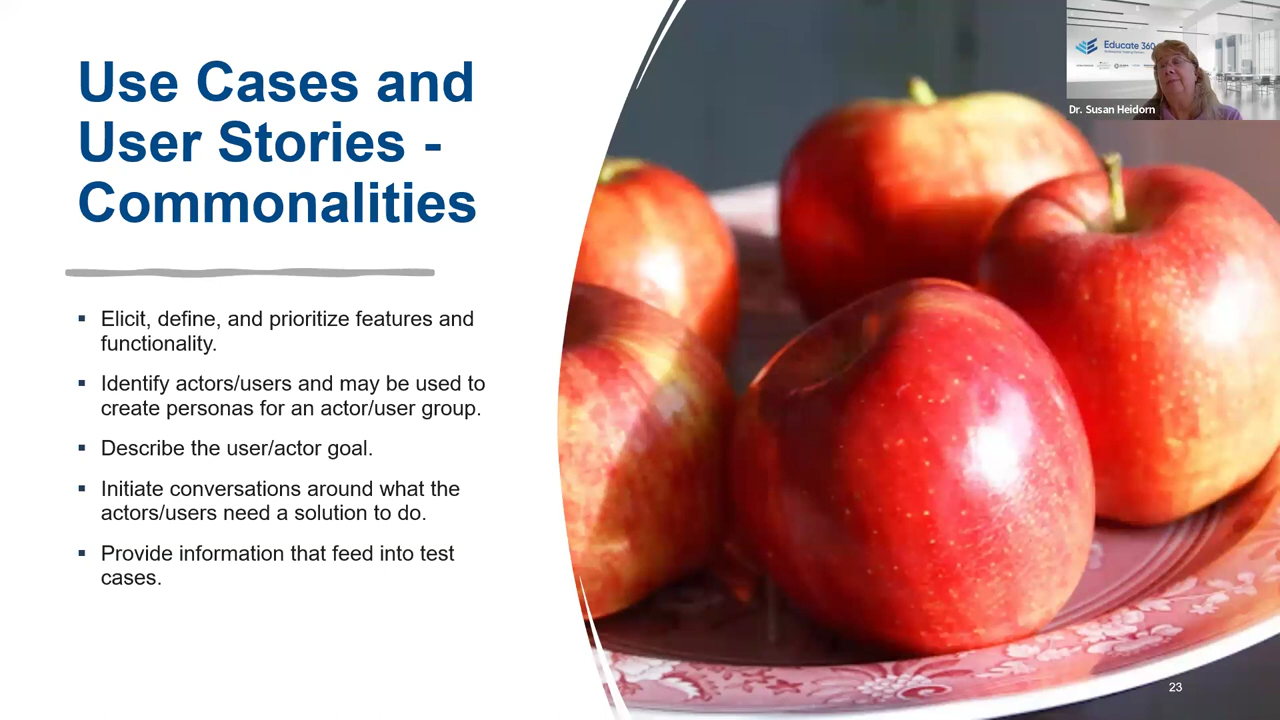 Use Cases and
User Stories -
Commonalities
▪ Elicit, define, and prioritize features and
functionality.
▪ Identify actors/users and may be used to
create personas for an actor/user group.
▪ Describe the user/actor goal.
▪ Initiate conversations around what the
actors/users need a solution to do.
▪ Provide information that feed into test
cases.
Educate 360
Dr. Susan Heidorn
23